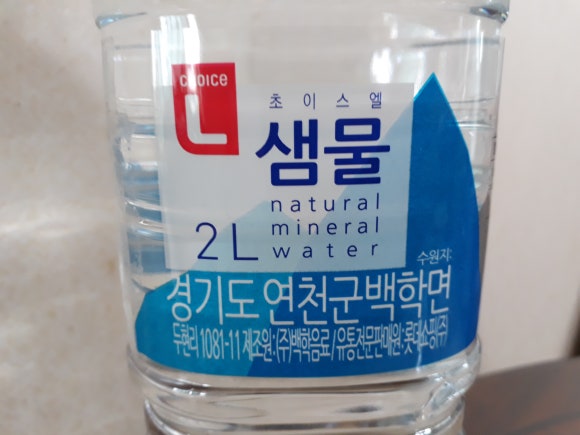 CHOICE
L
초이스엘
샘물
2L
natural
mineral
water
수원지:
경기도 연천군 백학면
두현리 1081-11 제조원:(주)백학음료 / 유통전문판매원:롯데쇼핑(주)